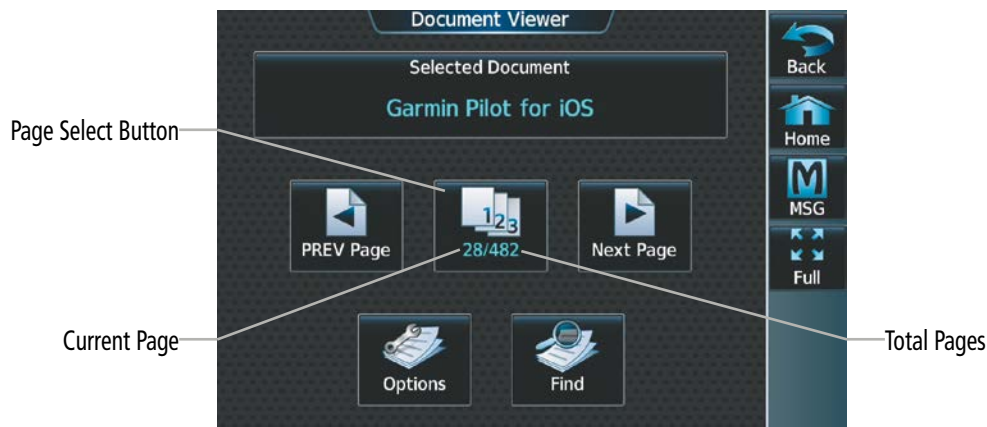 Document Viewer
Selected Document
Garmin Pilot for iOS
Back
Page Select Button
Home
123
MSG
PREV Page
28/482
Next Page
Full
Current Page
Total Pages
Options
Find